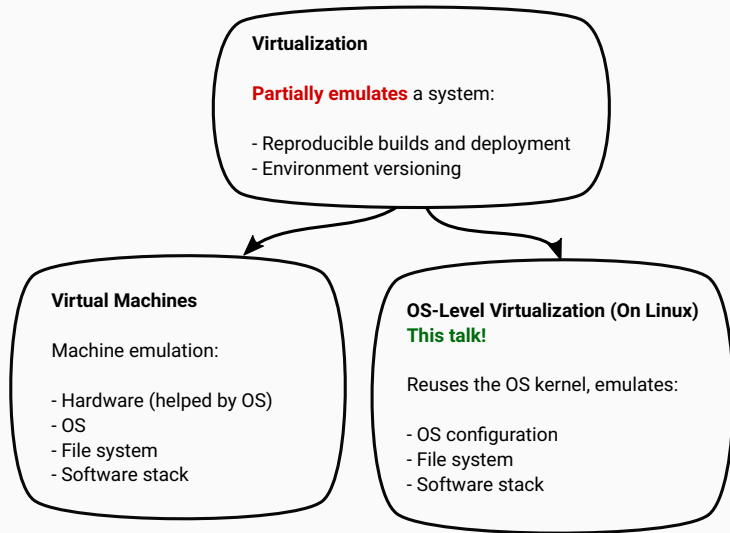 Virtualization
Partially emulates a system:
- Reproducible builds and deployment
- Environment versioning
Virtual Machines
Machine emulation:
- Hardware (helped by OS)
- OS
- File system
- Software stack
OS-Level Virtualization (On Linux)
This talk!
Reuses the OS kernel, emulates:
- OS configuration
- File system
- Software stack